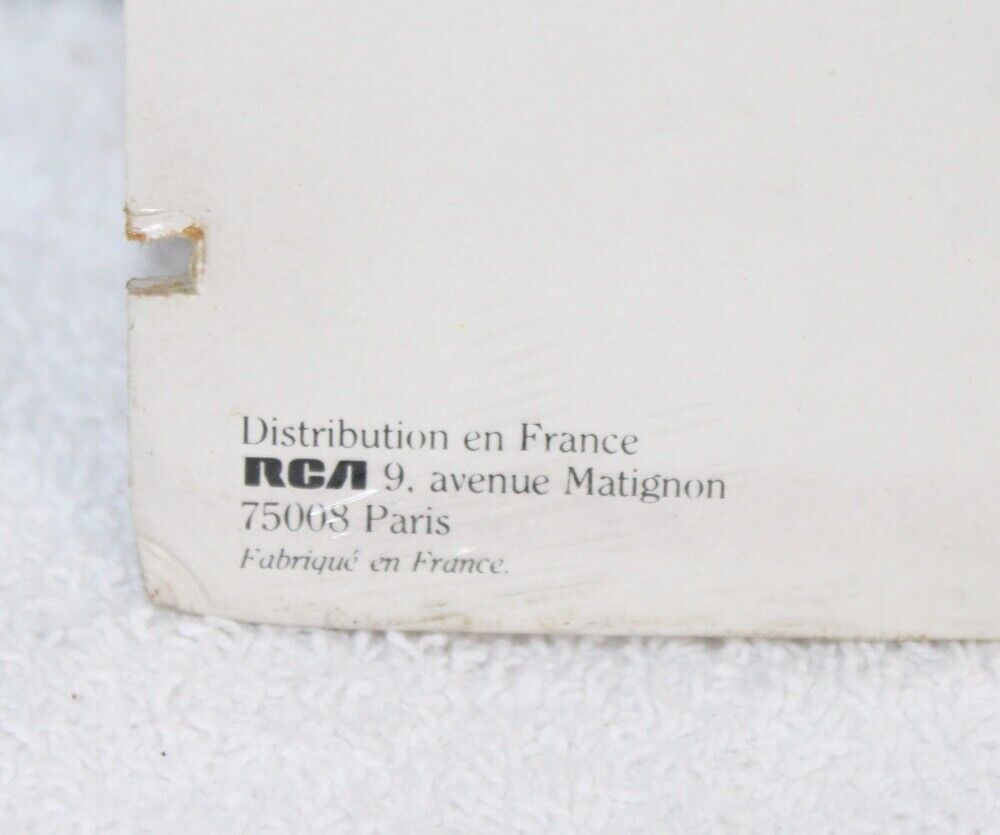 Distribution en France
RCA 9, avenue Matignon
75008 Paris
Fabriqué en France.